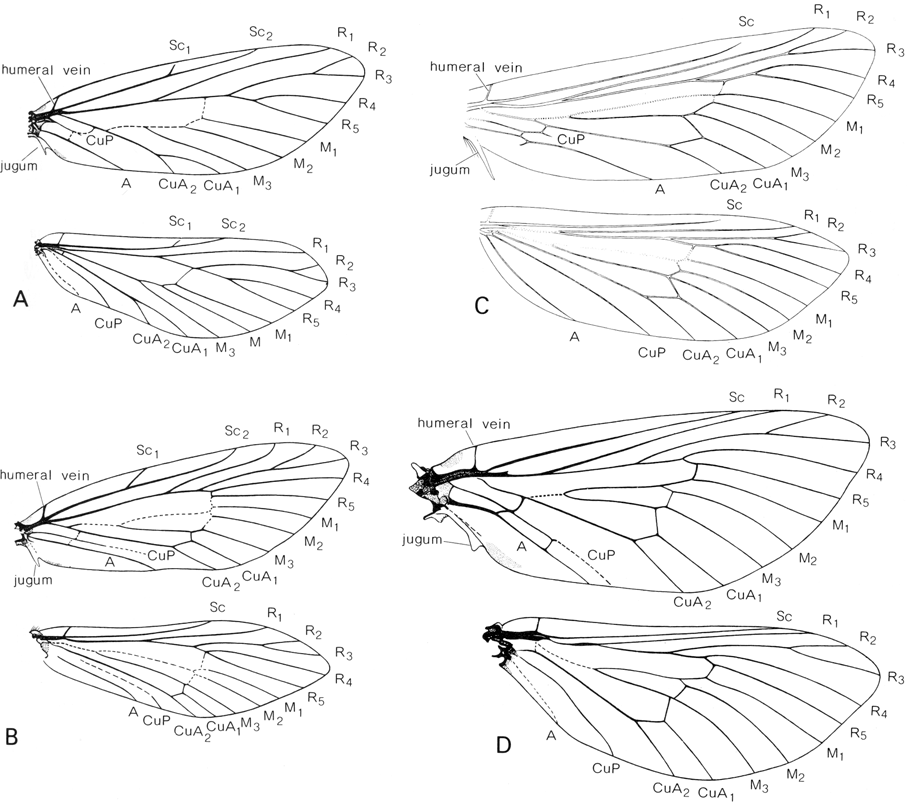 Sc1
Sc2
R1
R2
R3
R4
R5
M1
M2
M3
CuA1
CuA2
A
CuP
humeral vein
jugum
Sc1
Sc2
R1
R2
R3
R4
R5
M1
M
M3
CuA1
CuA2
CuP
A
A
Sc
R1
R2
R3
R4
R5
M1
M2
M3
CuA1
CuA2
A
CuP
humeral vein
jugum
Sc
R1
R2
R3
R4
R5
M1
M2
M3
CuA1
CuA2
CuP
A
C
Sc1
Sc2
R1
R2
R3
R4
R5
M1
M2
M3
CuA1
CuA2
CuP
A
humeral vein
jugum
Sc
R1
R2
R3
R4
R5
M1
M2
M3
CuA1
CuA2
CuP
A
B
Sc
R1
R2
R3
R4
R5
M1
M2
M3
CuA1
CuA2
CuP
A
humeral vein
jugum
Sc
R1
R2
R3
R4
R5
M1
M2
M3
CuA1
CuA2
CuP
A
D